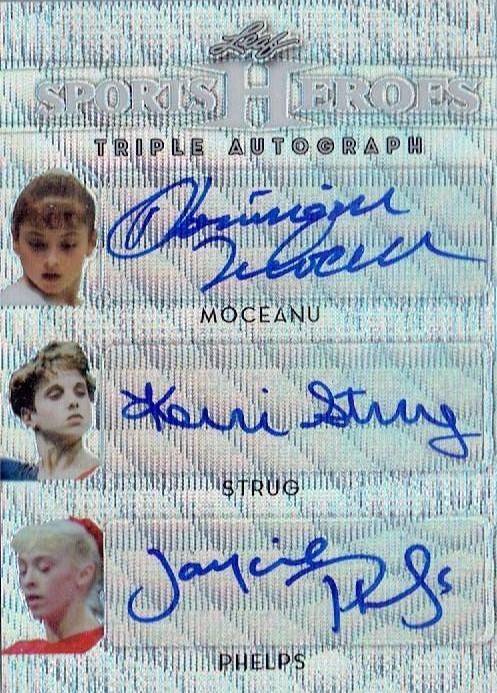 Leaf
SPORTS HEROES
TRIPLE AUTOGRAPH
Dominique Moceanu
MOCEANU
Kerri Strug
STRUG
Jaycie Phelps
PHELPS